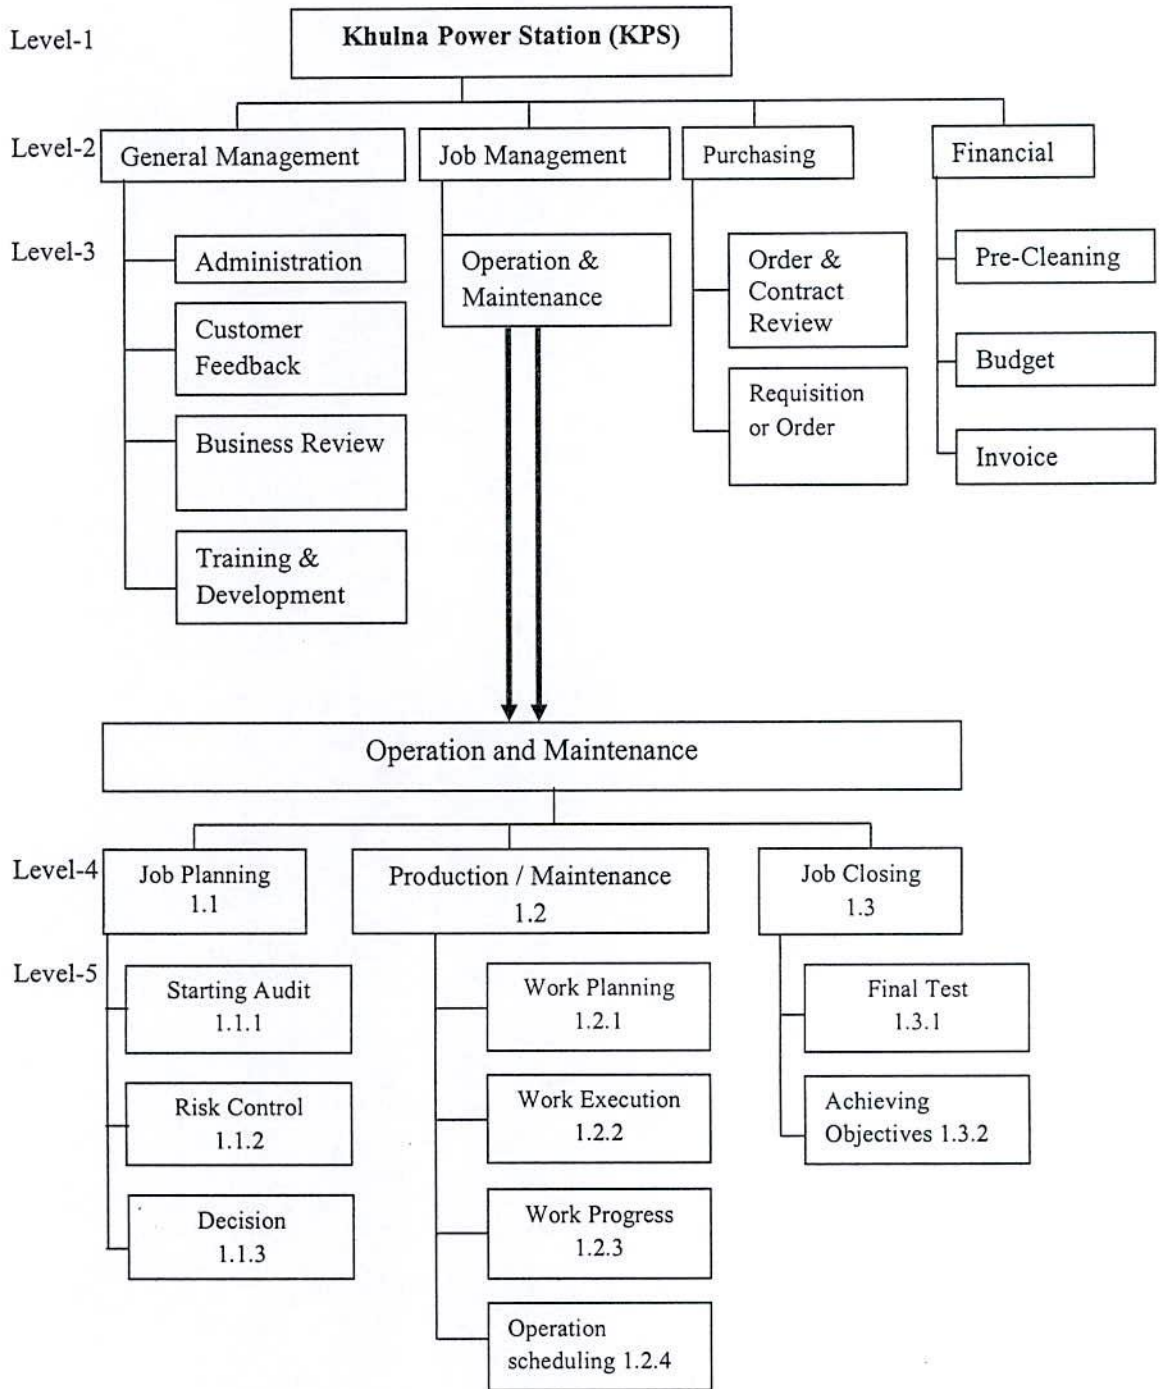 Level-1
Khulna Power Station (KPS)
Level-2
General Management
Job Management
Purchasing
Financial
Level-3
Administration
Customer
Feedback
Business Review
Training &
Development
Operation &
Maintenance
Order &
Contract
Review
Requisition
or Order
Pre-Cleaning
Budget
Invoice
Operation and Maintenance
Level-4
Job Planning
1.1
Production / Maintenance
1.2
Job Closing
1.3
Level-5
Starting Audit
1.1.1
Risk Control
1.1.2
Decision
1.1.3
Work Planning
1.2.1
Work Execution
1.2.2
Work Progress
1.2.3
Operation
scheduling 1.2.4
Final Test
1.3.1
Achieving
Objectives 1.3.2